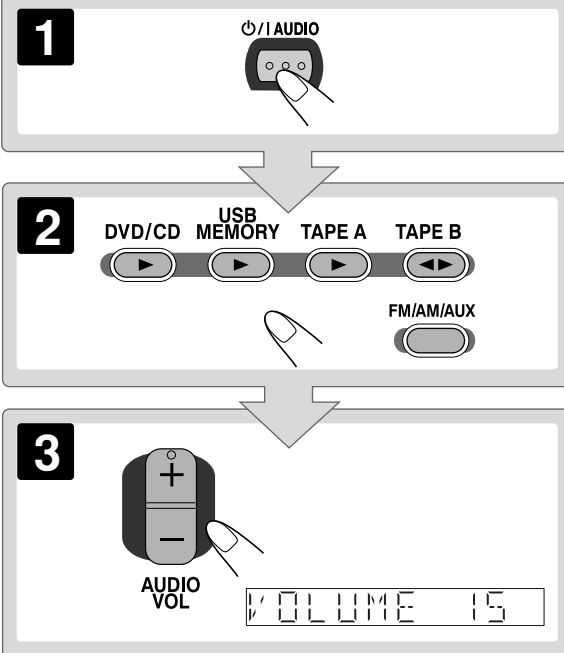 1
⏻/I AUDIO
2
DVD/CD USB MEMORY TAPE A TAPE B
FM/AM/AUX
3
+
−
AUDIO
VOL
VOLUME 15